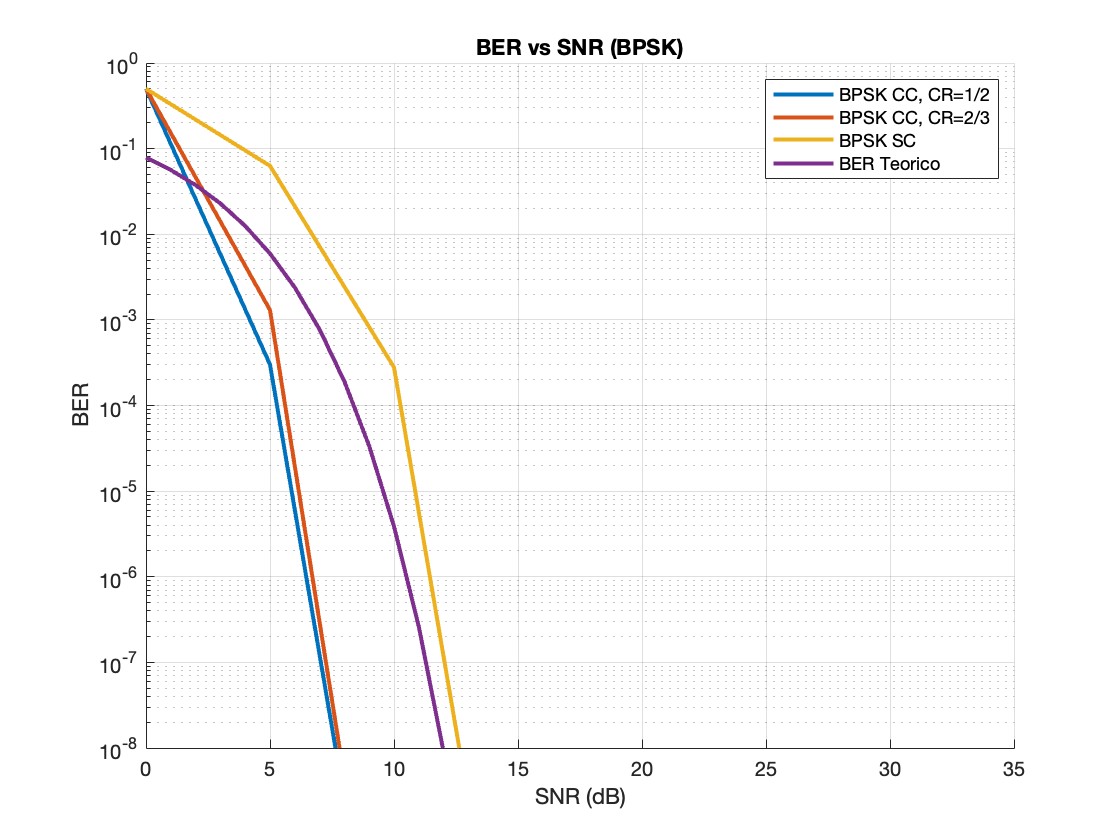 BER vs SNR (BPSK)
BPSK CC, CR=1/2
BPSK CC, CR=2/3
BPSK SC
BER Teorico
BER
10^0
10^-1
10^-2
10^-3
10^-4
10^-5
10^-6
10^-7
10^-8
0 5 10 15 20 25 30 35
SNR (dB)